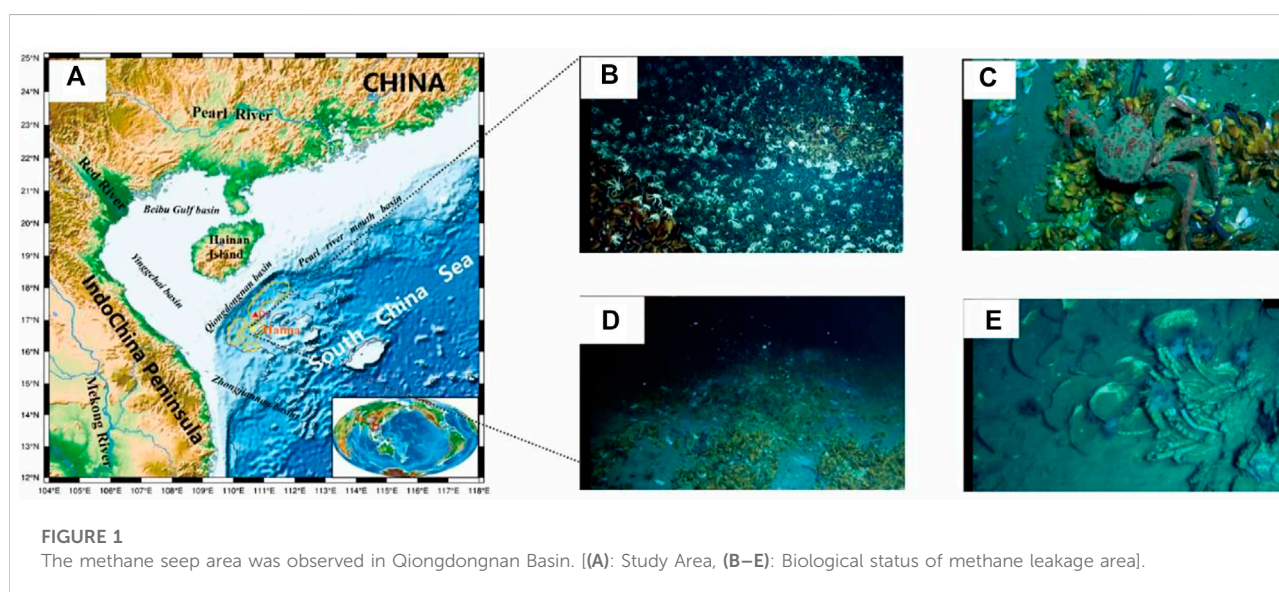 A
25°N
24°N
23°N
22°N
21°N
20°N
19°N
18°N
17°N
16°N
15°N
14°N
13°N
12°N
104°E 105°E 106°E 107°E 108°E 109°E 110°E 111°E 112°E 113°E 114°E 115°E 116°E 117°E 118°E
CHINA
Pearl River
Red River
Beibu Gulf basin
Hainan
Island
Pearl river mouth basin
Yinggehai basin
Qiongdongnan basin
Haima
South China Sea
IndoChina Peninsula
Mekong River
B
C
D
E
FIGURE 1
The methane seep area was observed in Qiongdongnan Basin. [(A): Study Area, (B–E): Biological status of methane leakage area].